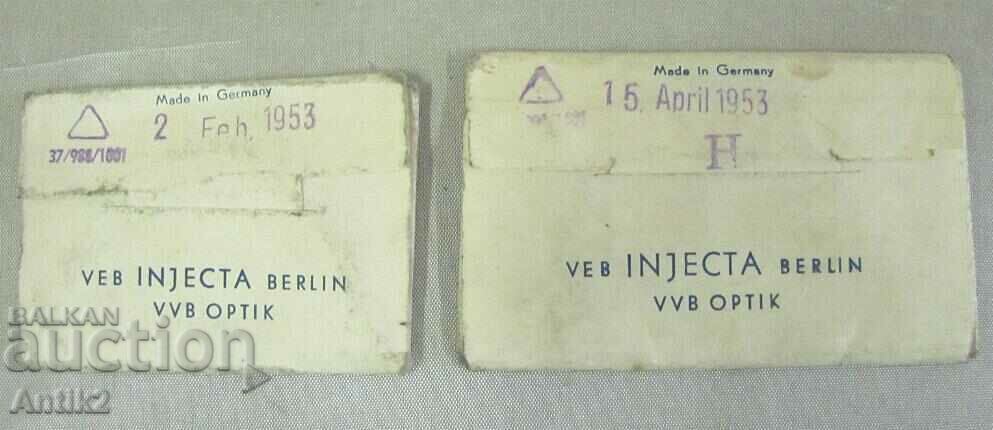 Made in Germany
2 Feb. 1953
37/988/1001
VEB INJECTA BERLIN
VVB OPTIK
Made in Germany
15. April 1953
H
VEB INJECTA BERLIN
VVB OPTIK
BALKAN
auction
Antik2